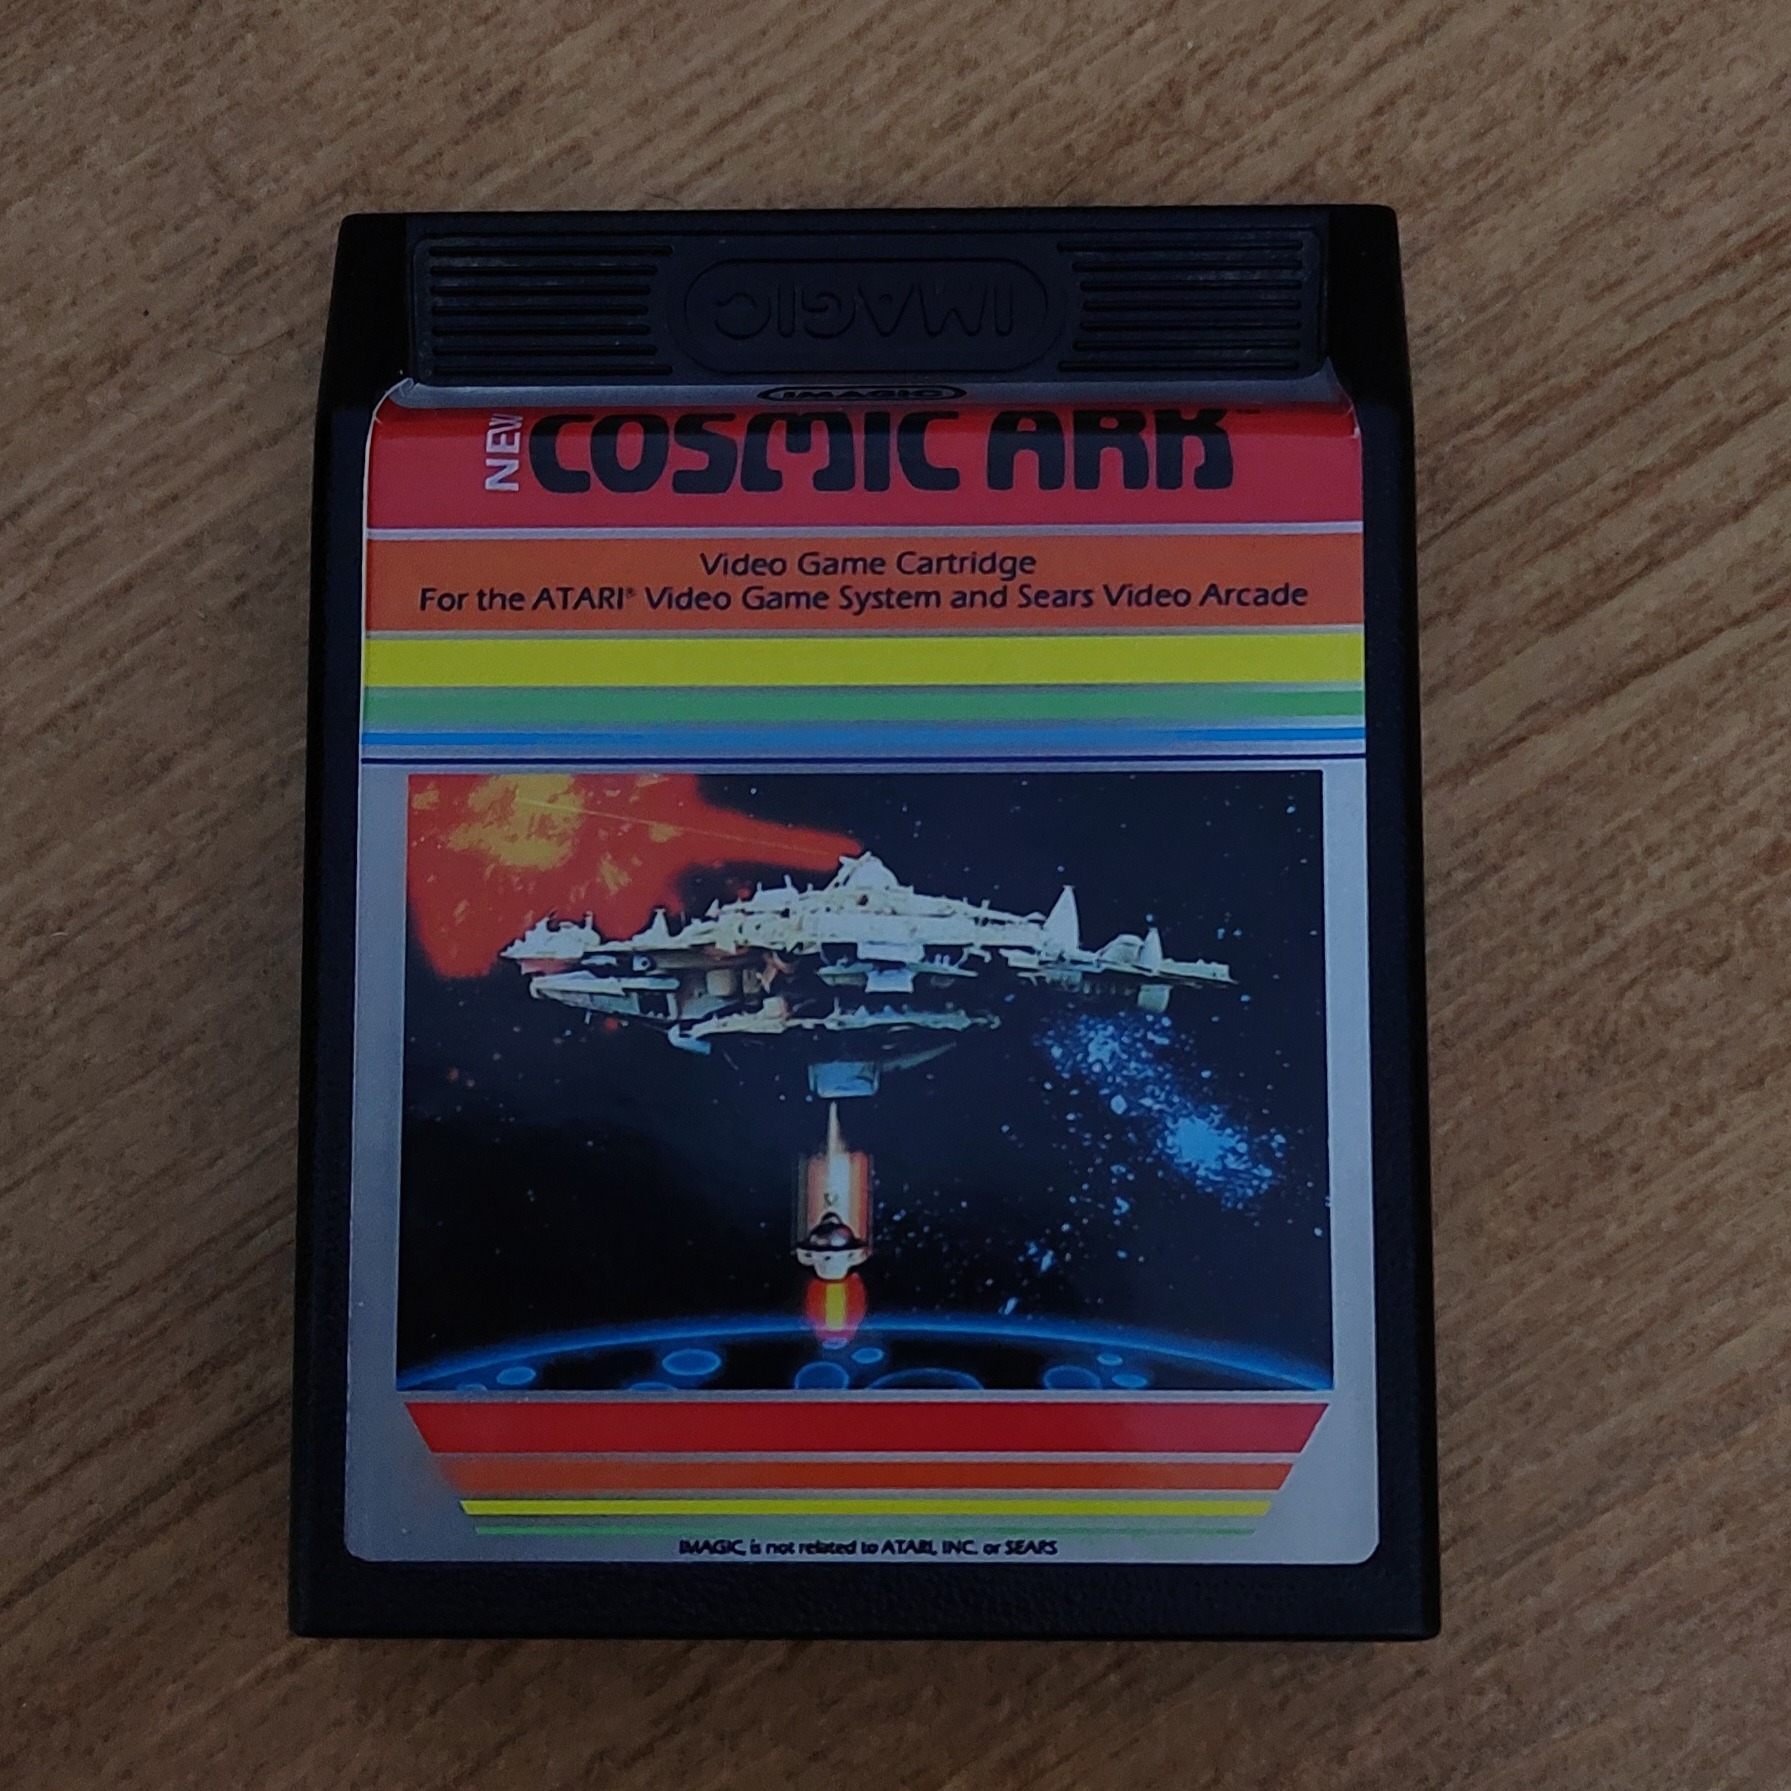 IMAGIC
IMAGIC
NEW COSMIC ARK™
Video Game Cartridge
For the ATARI® Video Game System and Sears Video Arcade
IMAGIC, is not related to ATARI, INC. or SEARS